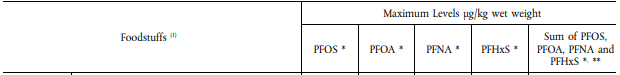 Maximum Levels μg/kg wet weight
Foodstuffs (1)
PFOS *
PFOA *
PFNA *
PFHxS *
Sum of PFOS,
PFOA, PFNA and
PFHxS *, **